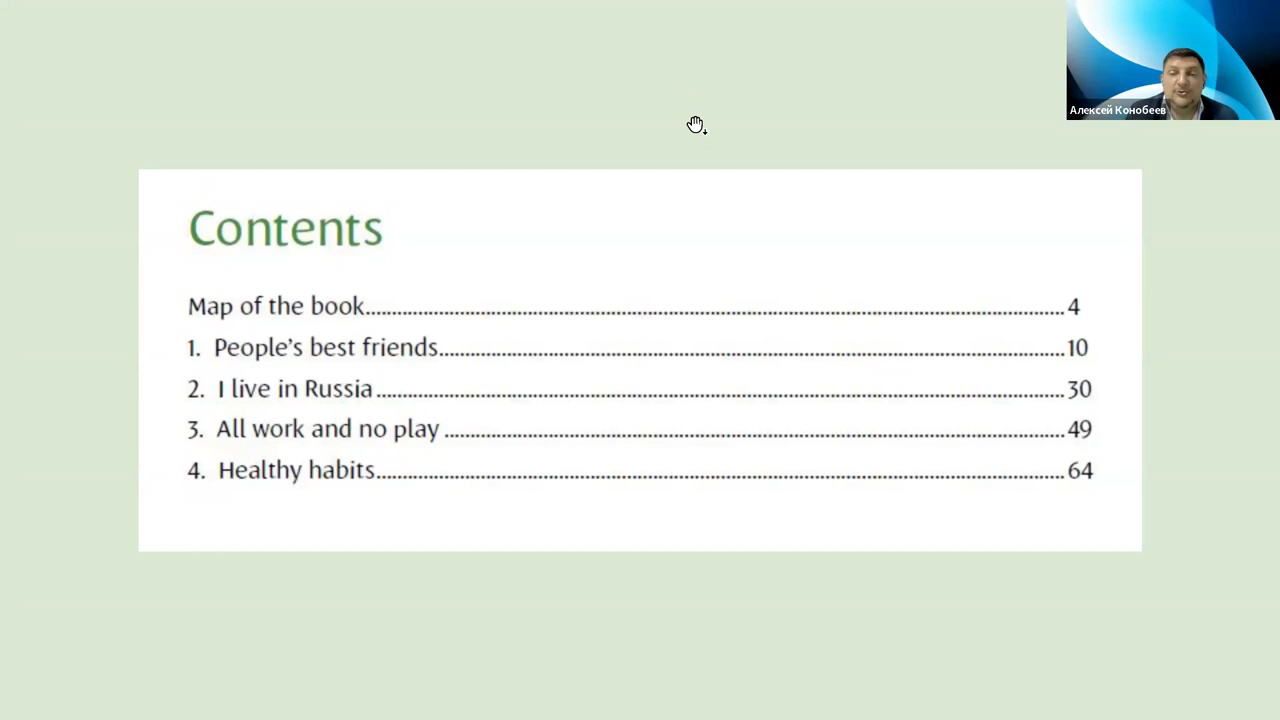 Алексей Конобеев
Contents
Map of the book 4
1. People's best friends 10
2. I live in Russia 30
3. All work and no play 49
4. Healthy habits 64